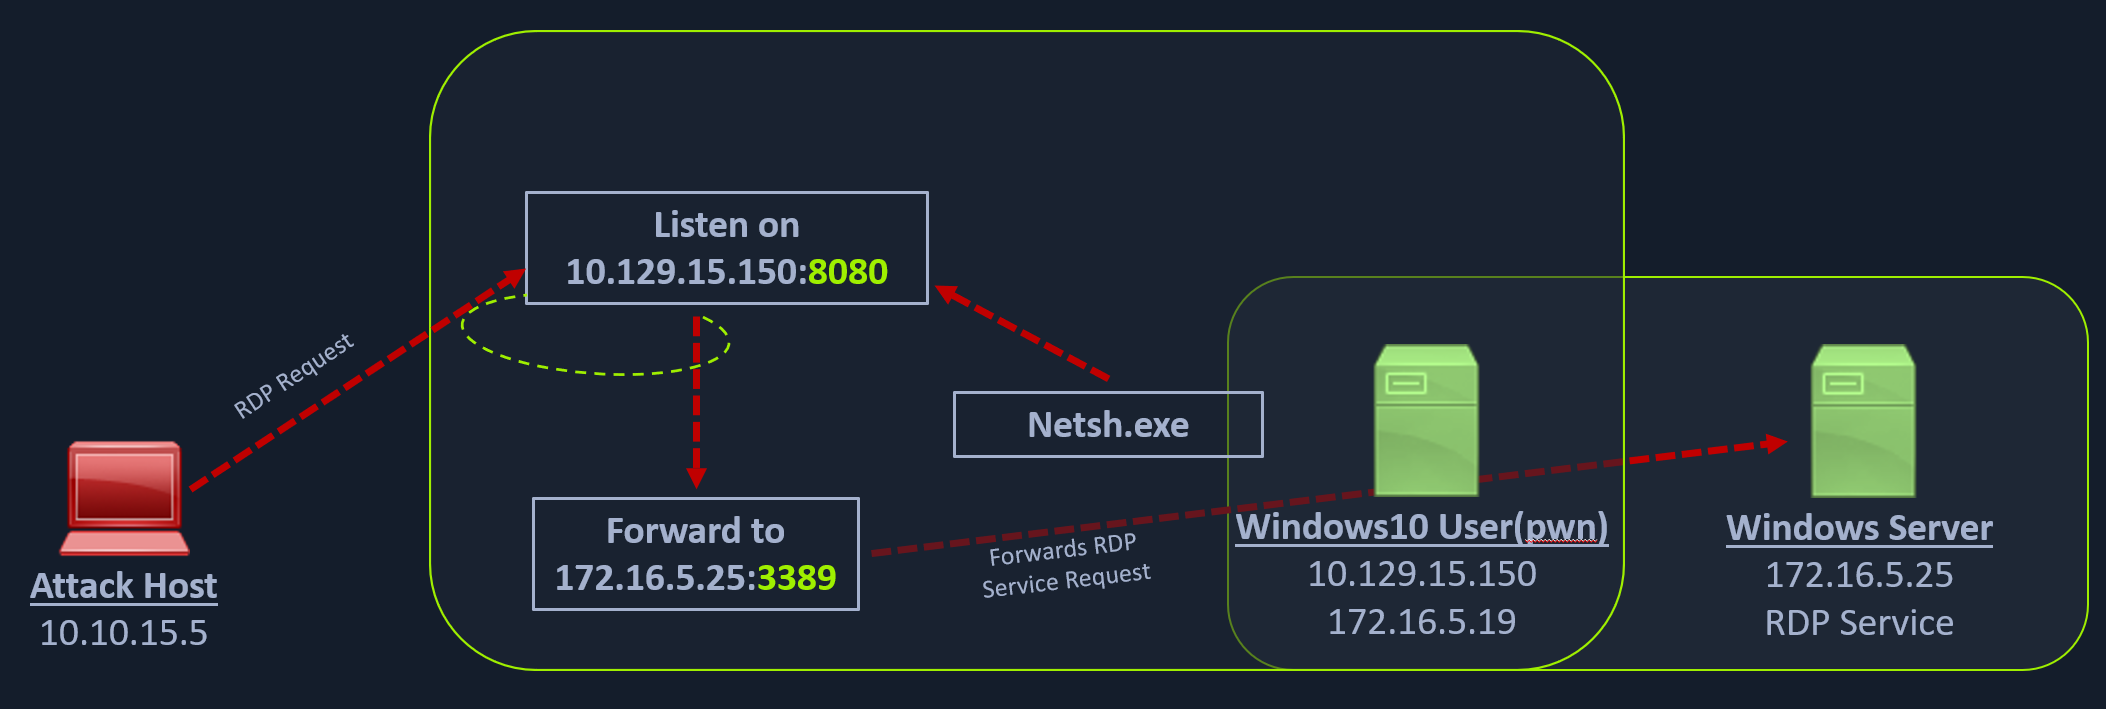 Listen on
10.129.15.150:8080
RDP Request
Netsh.exe
Forward to
172.16.5.25:3389
Forwards RDP
Service Request
Attack Host
10.10.15.5
Windows10 User(pwn)
10.129.15.150
172.16.5.19
Windows Server
172.16.5.25
RDP Service